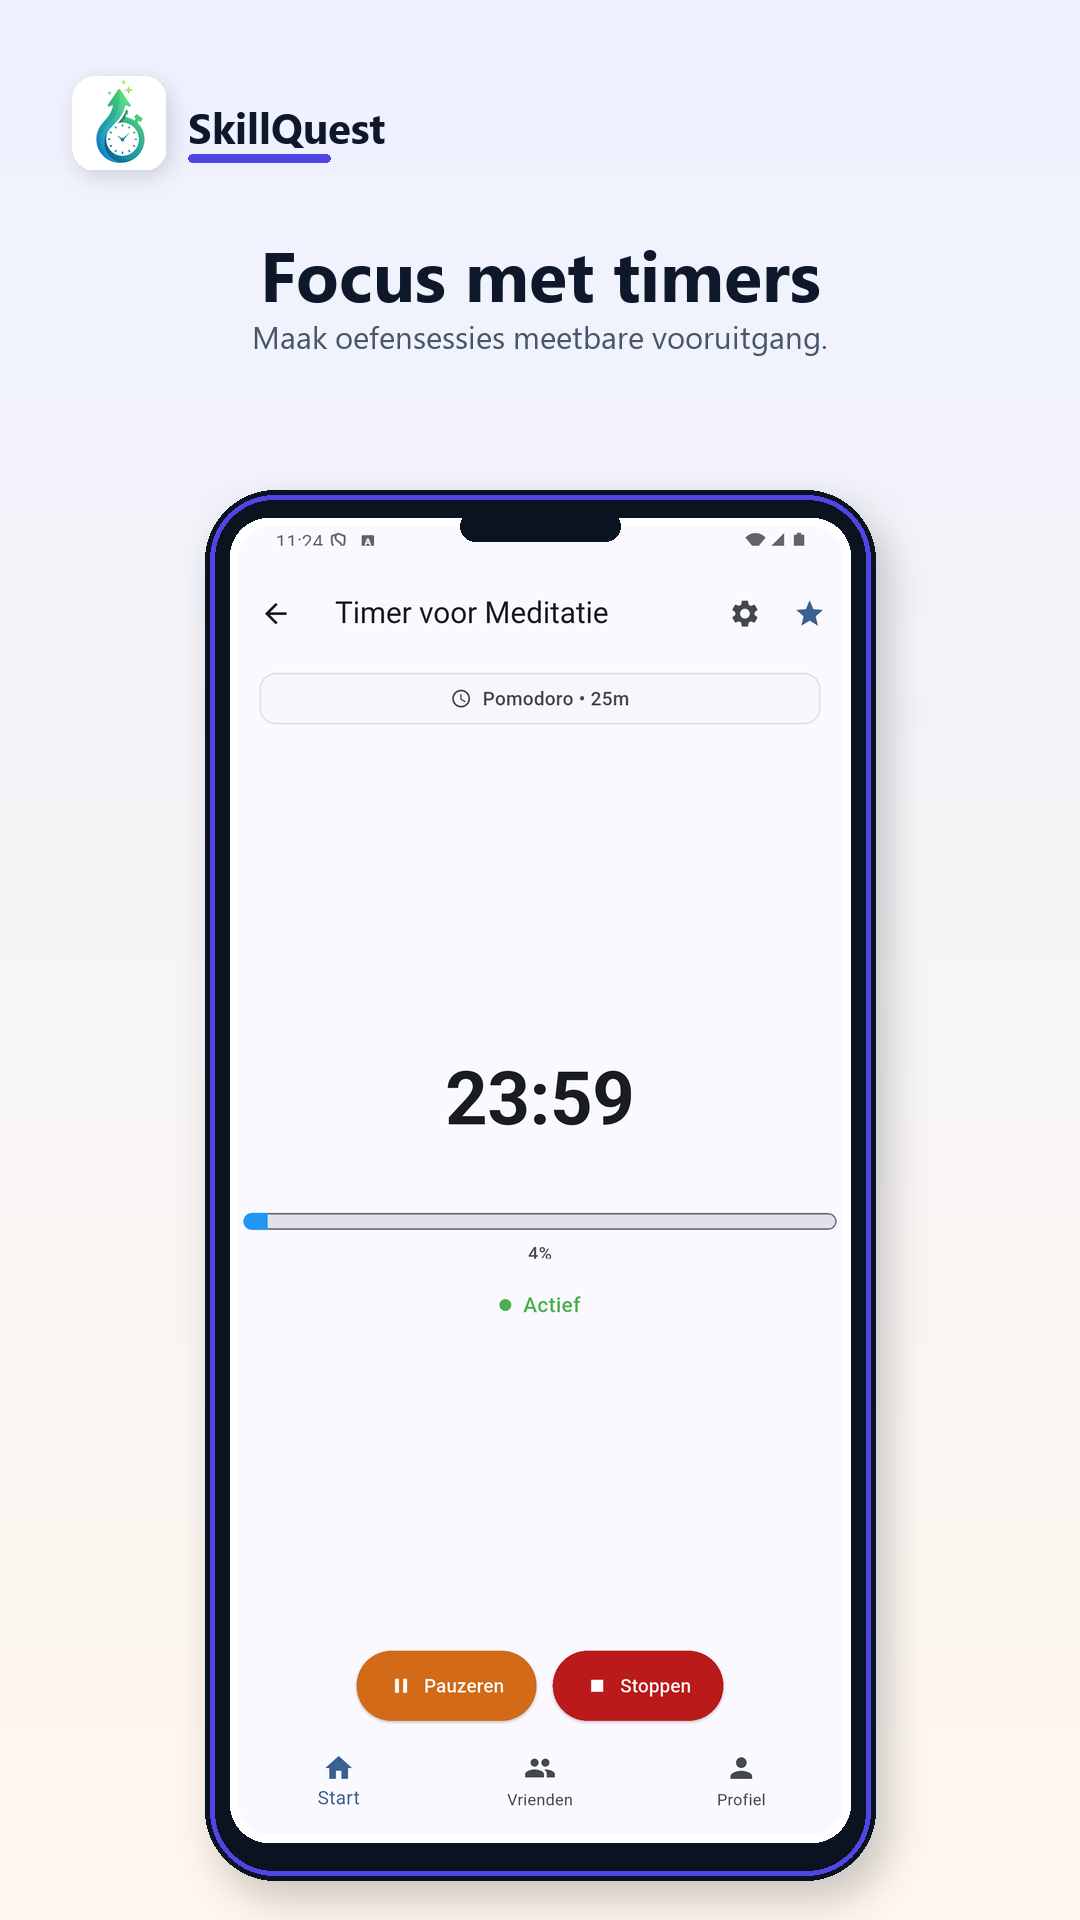 SkillQuest
Focus met timers
Maak oefensessies meetbare vooruitgang.
11:24
Timer voor Meditatie
Pomodoro • 25m
23:59
4%
Actief
Pauzeren
Stoppen
Start
Vrienden
Profiel